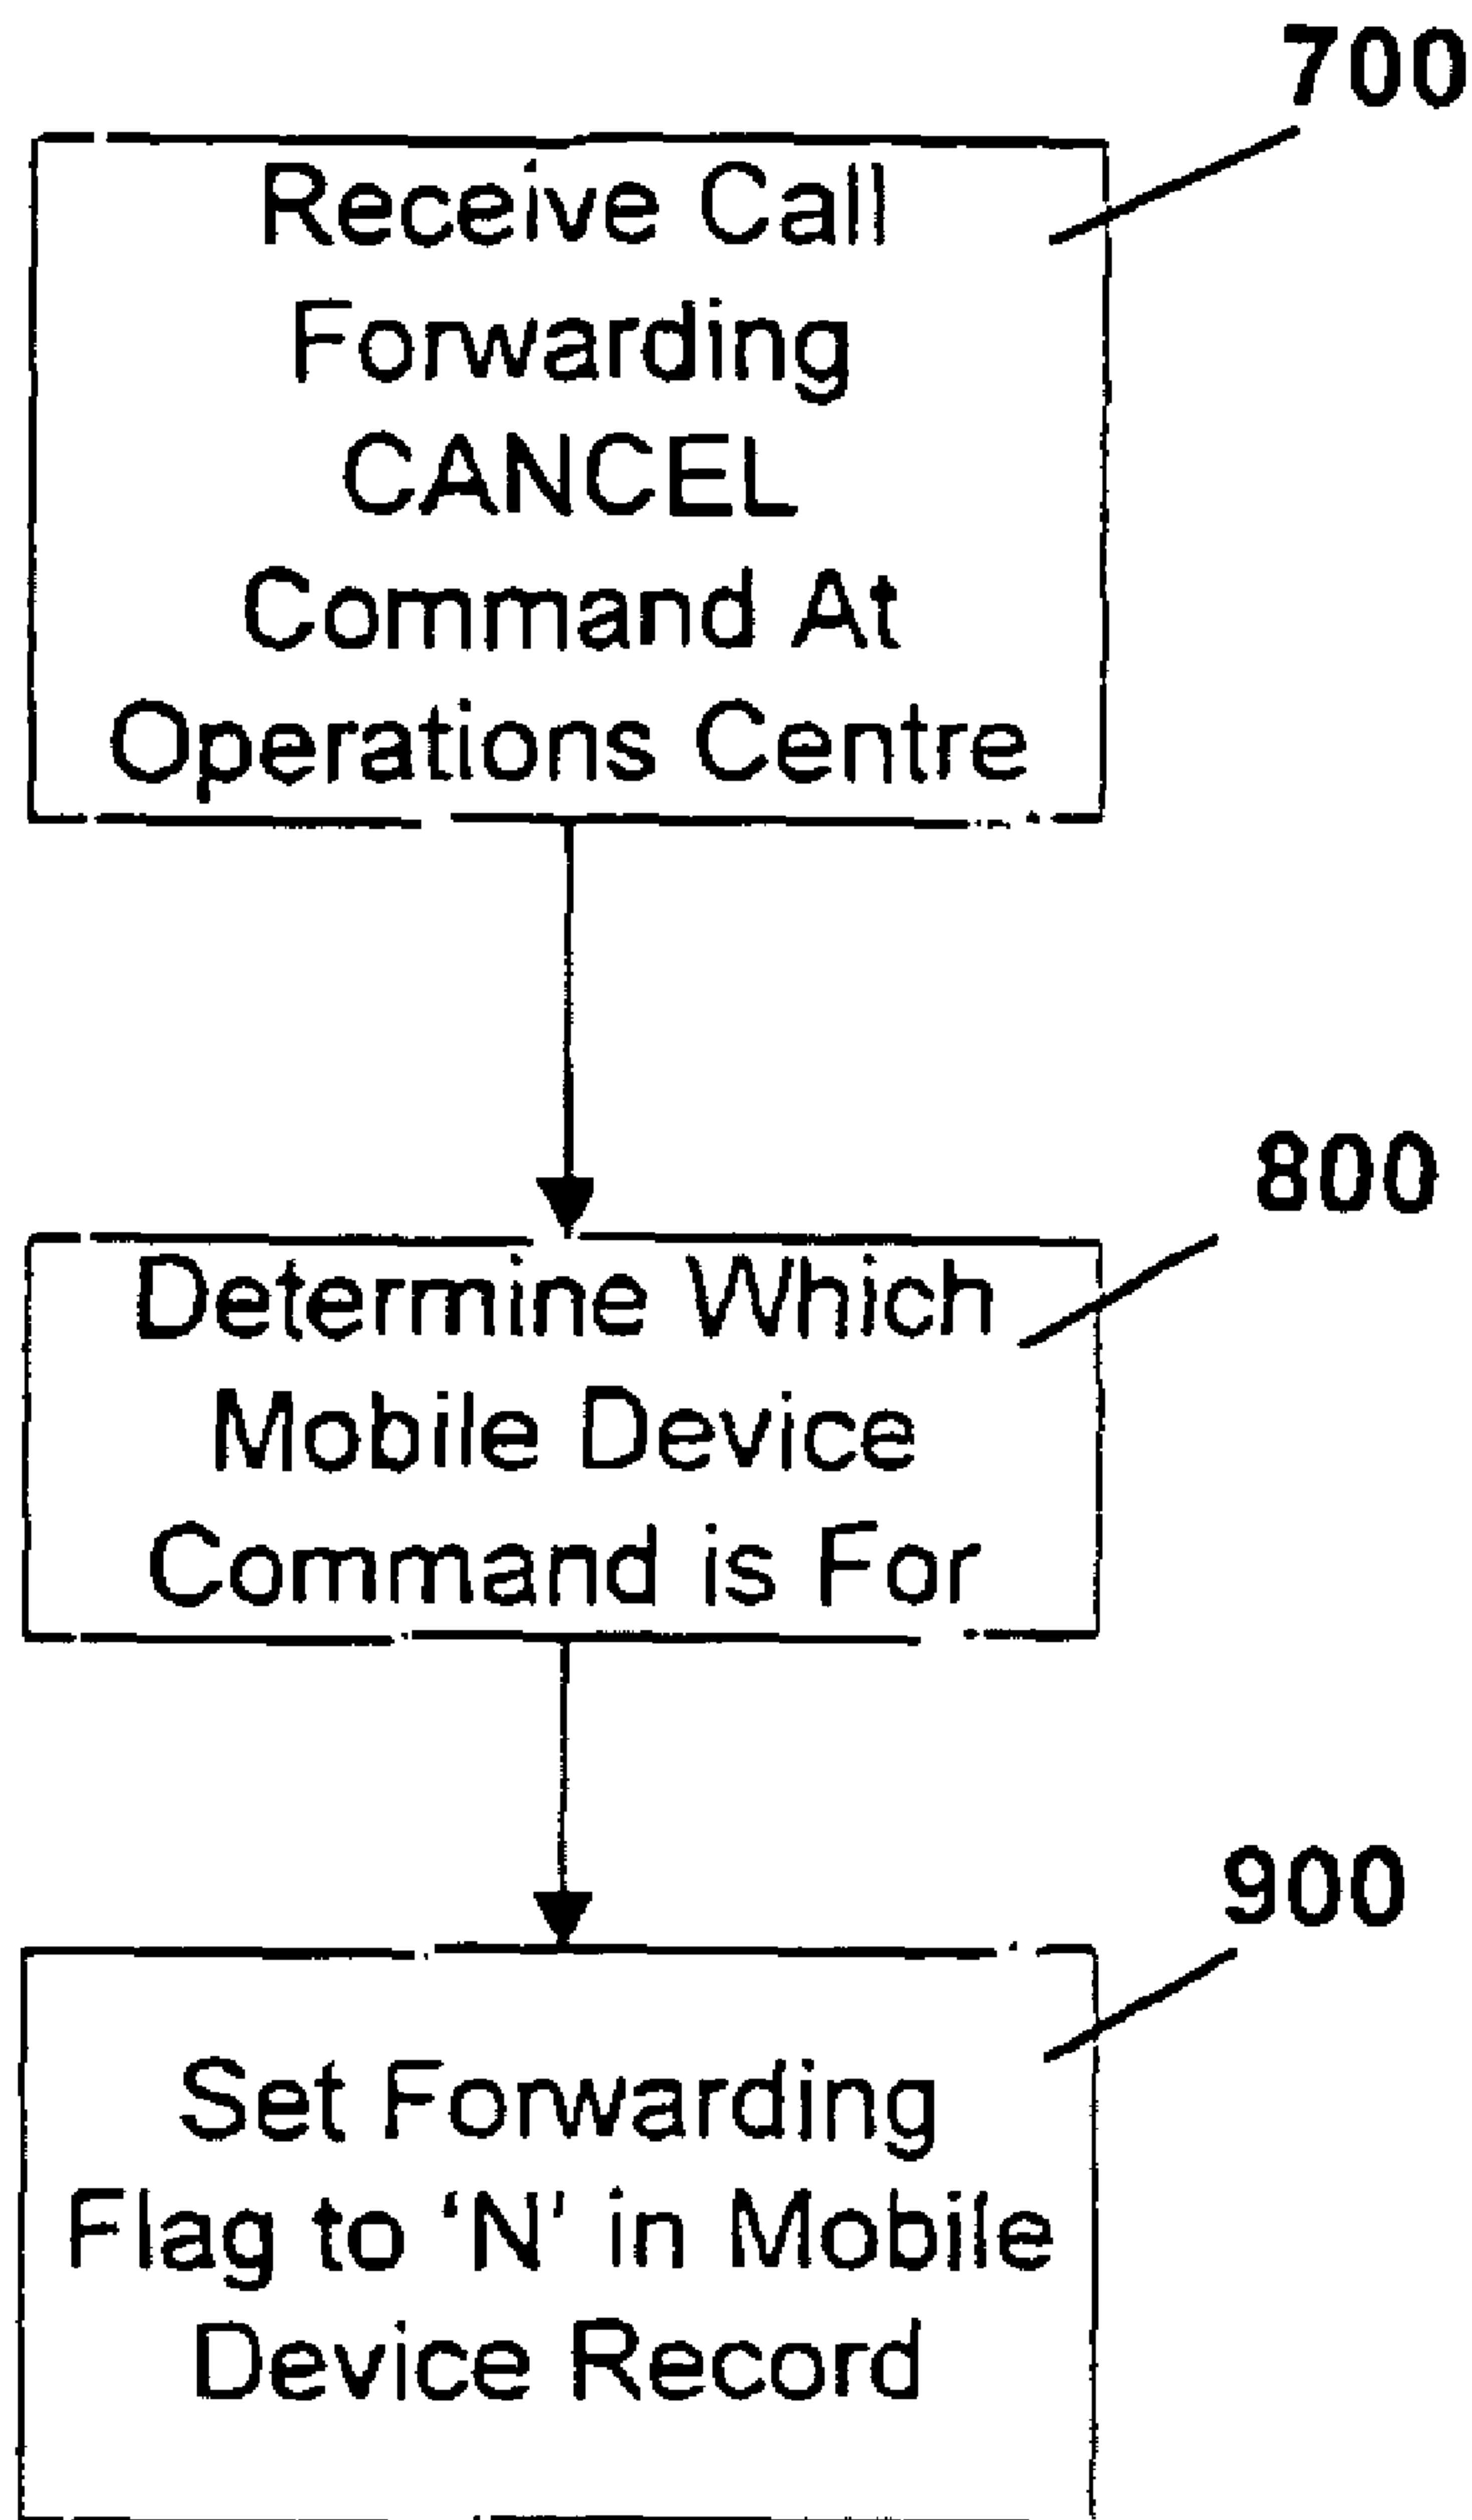 700
Receive Call
Forwarding
CANCEL
Command At
Operations Centre
800
Determine Which
Mobile Device
Command is For
900
Set Forwarding
Flag to ‘N’ in Mobile
Device Record